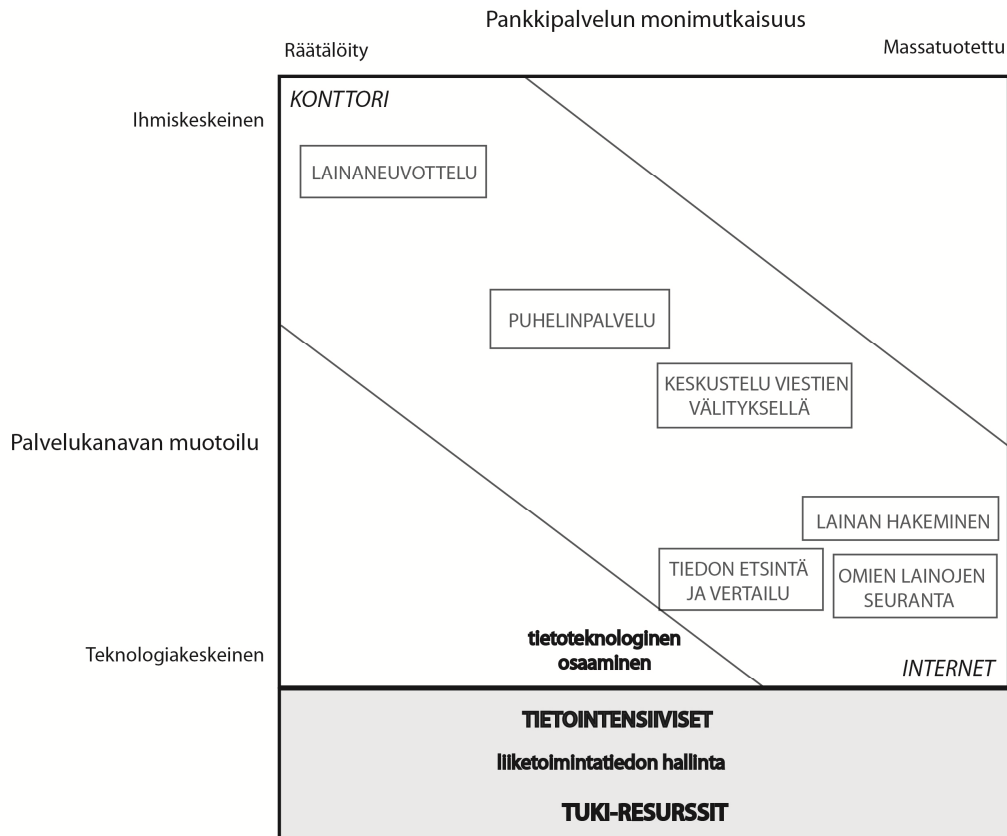 Pankkipalvelun monimutkaisuus
Räätälöity
Massatuotettu
KONTTORI
Ihmiskeskeinen
LAINANEUVOTTELU
PUHELINPALVELU
KESKUSTELU VIESTIEN
VÄLITYKSELLÄ
Palvelukanavan muotoilu
LAINAN HAKEMINEN
TIEDON ETSINTÄ
JA VERTAILU
OMIEN LAINOJEN
SEURANTA
tietoteknologinen
osaaminen
Teknologiakeskeinen
INTERNET
TIETOINTENSIIVISET
liiketoimintatiedon hallinta
TUKI-RESURSSIT